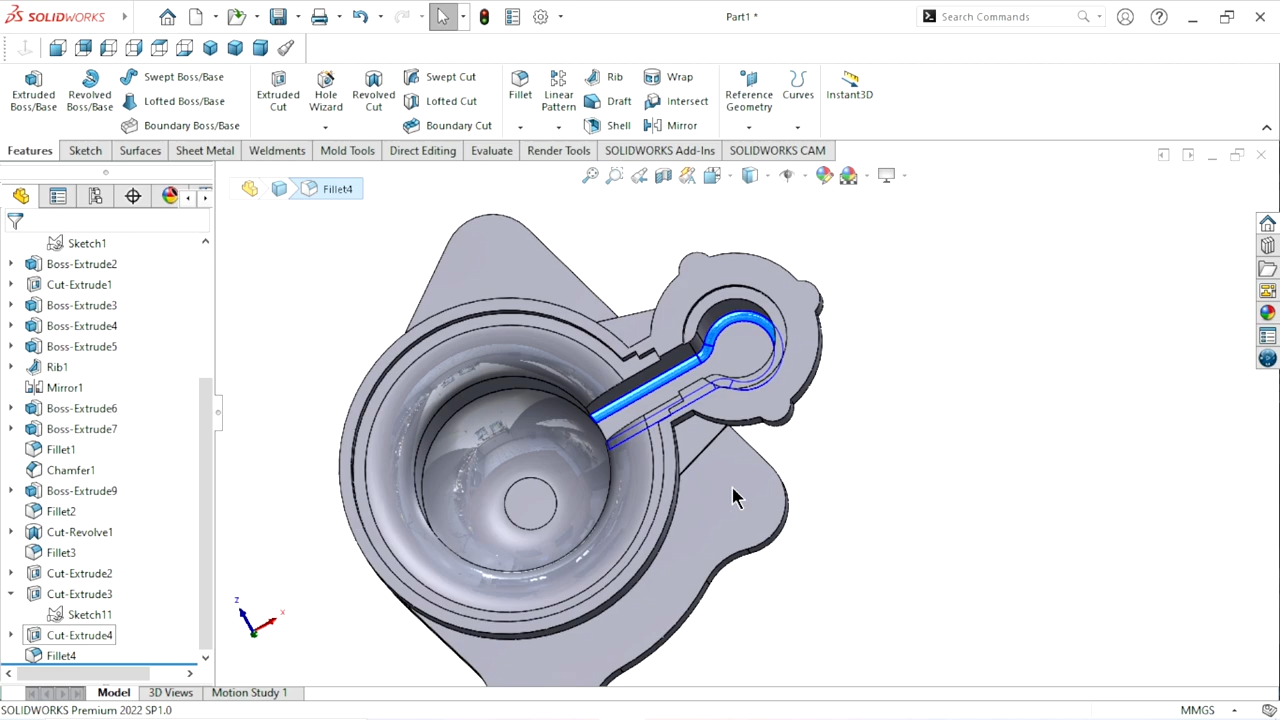 SOLIDWORKS
Part1 *
Search Commands
Extruded Boss/Base
Revolved Boss/Base
Swept Boss/Base
Lofted Boss/Base
Boundary Boss/Base
Extruded Cut
Hole Wizard
Revolved Cut
Swept Cut
Lofted Cut
Boundary Cut
Fillet
Linear Pattern
Rib
Draft
Shell
Wrap
Intersect
Mirror
Reference Geometry
Curves
Instant3D
Features
Sketch
Surfaces
Sheet Metal
Weldments
Mold Tools
Direct Editing
Evaluate
Render Tools
SOLIDWORKS Add-Ins
SOLIDWORKS CAM
Fillet4
Sketch1
Boss-Extrude2
Cut-Extrude1
Boss-Extrude3
Boss-Extrude4
Boss-Extrude5
Rib1
Mirror1
Boss-Extrude6
Boss-Extrude7
Fillet1
Chamfer1
Boss-Extrude9
Fillet2
Cut-Revolve1
Fillet3
Cut-Extrude2
Cut-Extrude3
Sketch11
Cut-Extrude4
Fillet4
z
x
Model
3D Views
Motion Study 1
SOLIDWORKS Premium 2022 SP1.0
MMGS